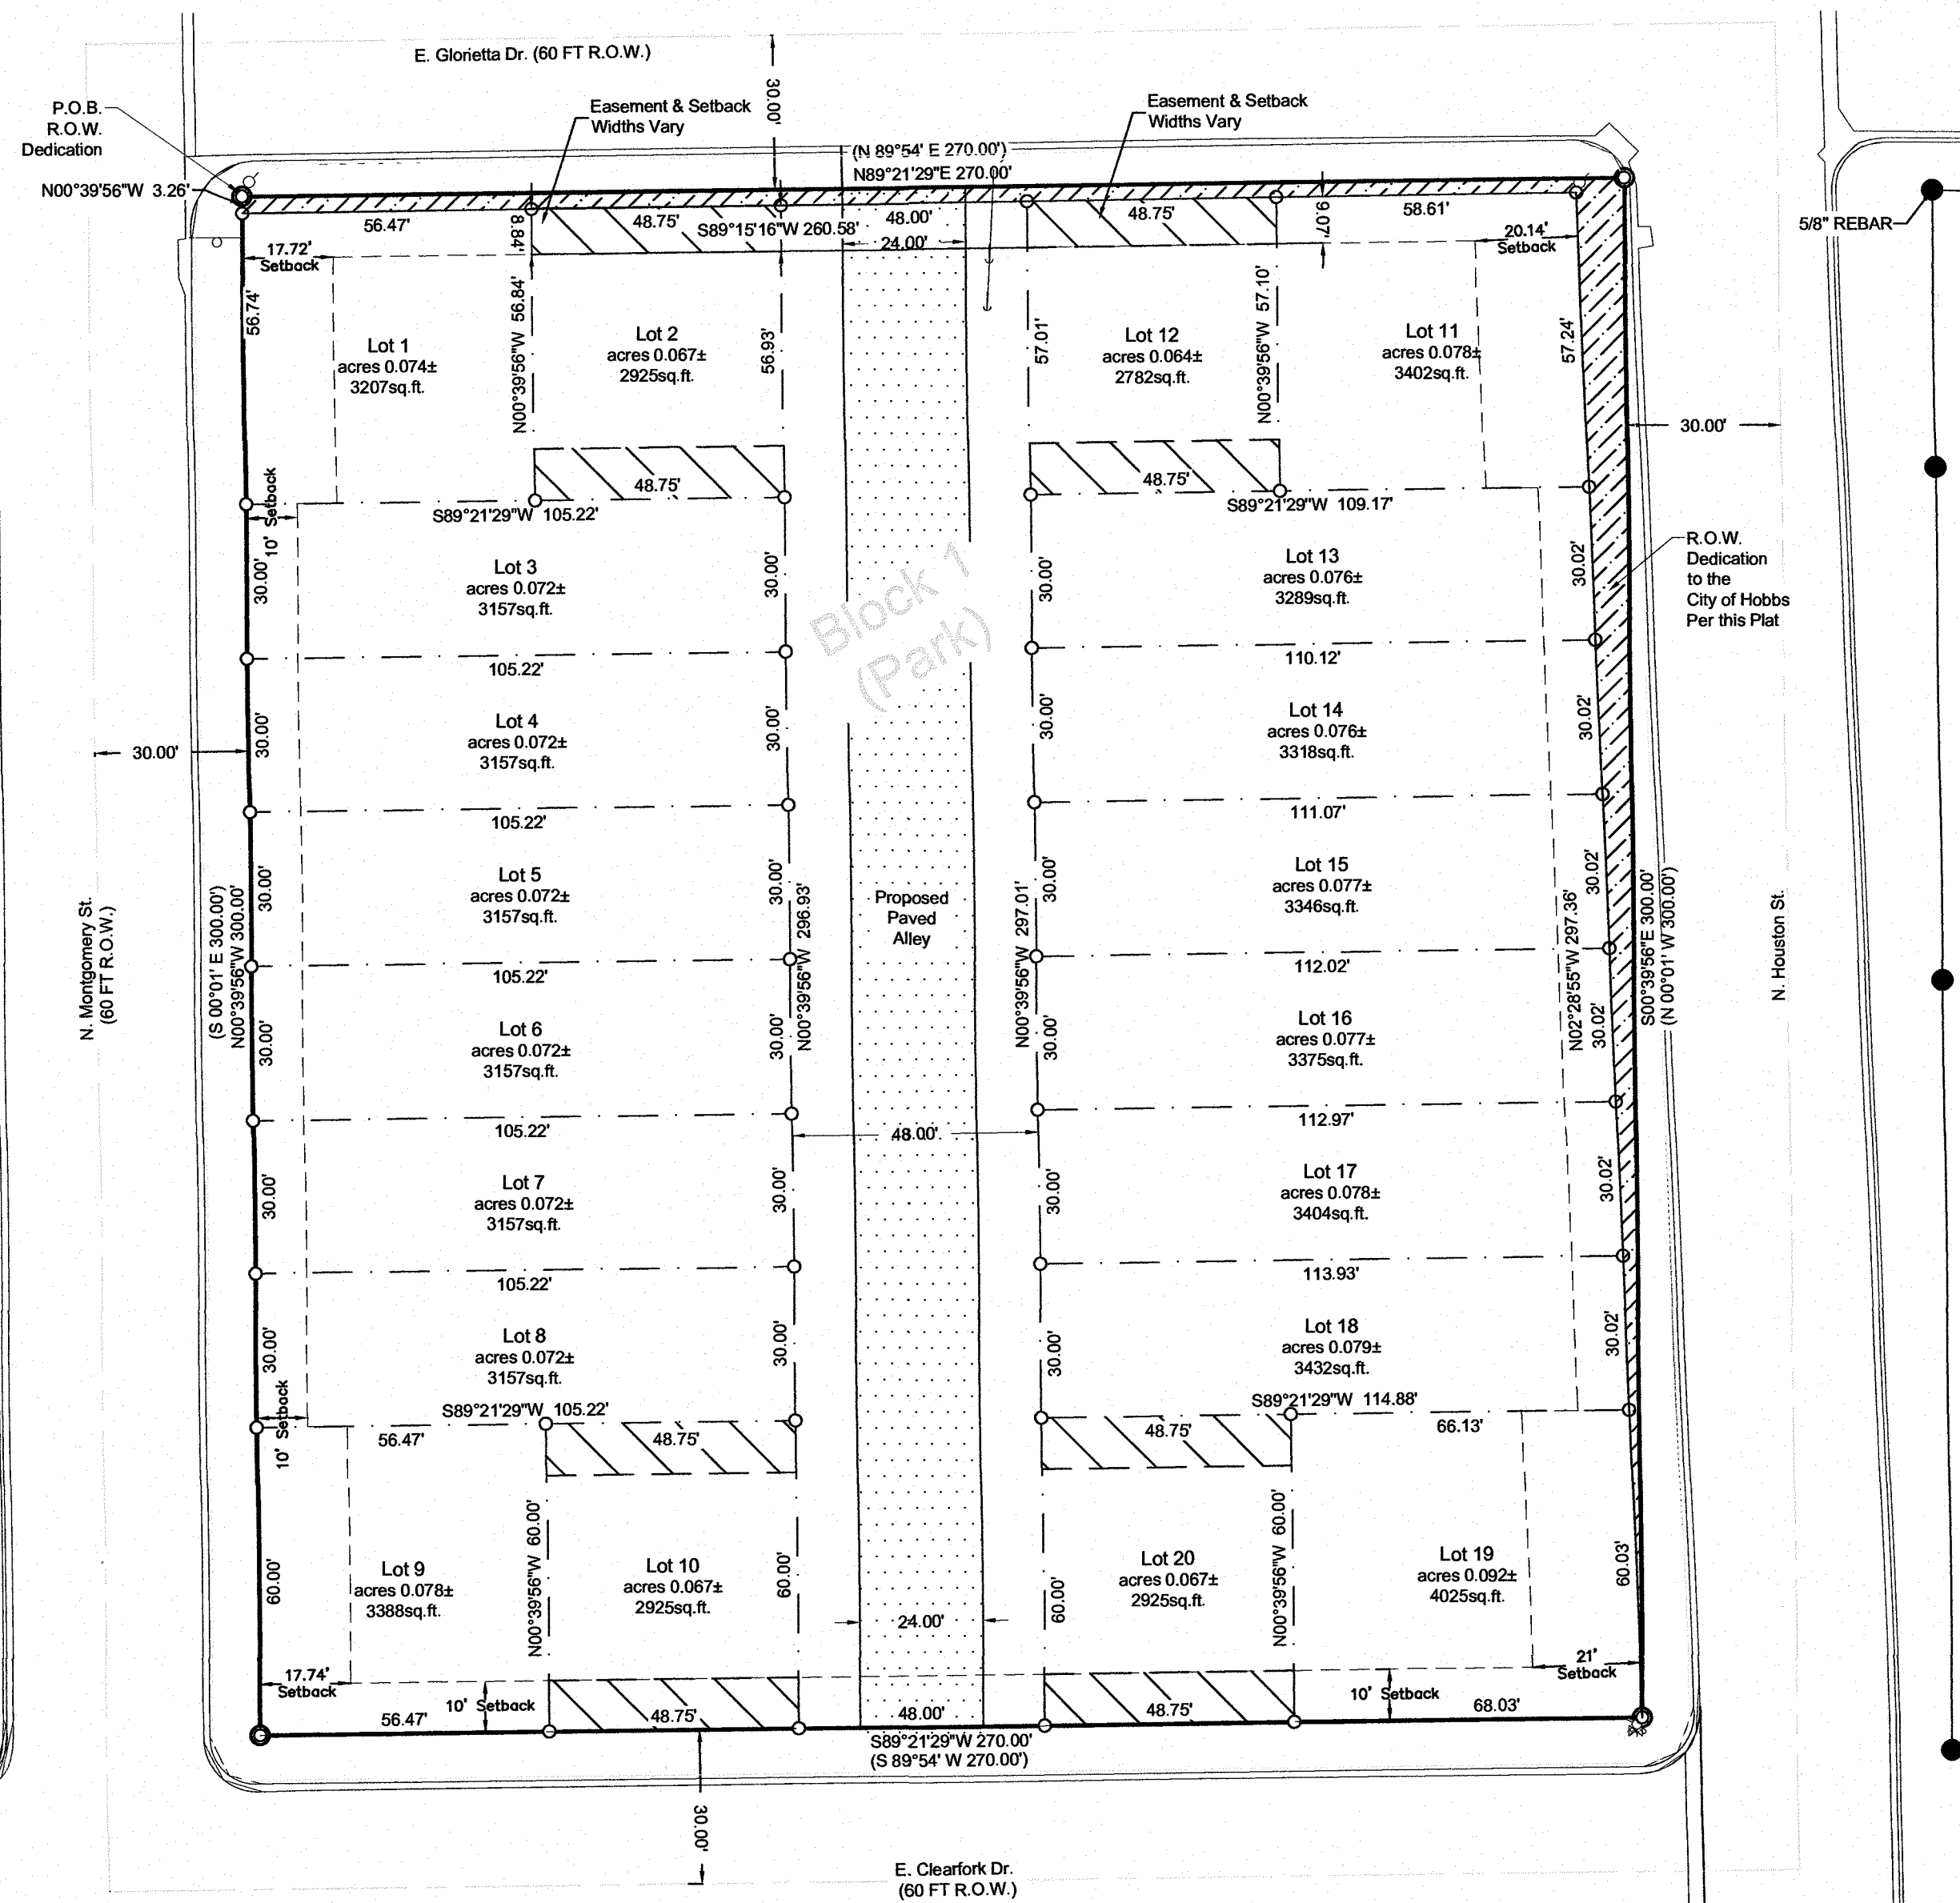 E. Glorietta Dr. (60 FT R.O.W.)
30.00'
P.O.B.
R.O.W.
Dedication
Easement & Setback
Widths Vary
Easement & Setback
Widths Vary
(N 89°54' E 270.00')
N89°21'29"E 270.00'
N00°39'56"W 3.26'
56.47'
8.84'
48.75'
S89°15'16"W 260.58'
48.00'
24.00'
48.75'
9.07'
58.61'
17.72'
Setback
20.14'
Setback
5/8" REBAR
56.74'
Lot 1
acres 0.074±
3207sq.ft.
N00°39'56"W 56.84'
Lot 2
acres 0.067±
2925sq.ft.
56.93'
57.01'
Lot 12
acres 0.064±
2782sq.ft.
N00°39'56"W 57.10'
Lot 11
acres 0.078±
3402sq.ft.
57.24'
30.00'
48.75'
48.75'
S89°21'29"W 105.22'
S89°21'29"W 109.17'
10' Setback
30.00'
Lot 3
acres 0.072±
3157sq.ft.
30.00'
Block 1
(Park)
30.00'
Lot 13
acres 0.076±
3289sq.ft.
30.02'
R.O.W.
Dedication
to the
City of Hobbs
Per this Plat
105.22'
110.12'
30.00'
30.00'
Lot 4
acres 0.072±
3157sq.ft.
30.00'
30.00'
Lot 14
acres 0.076±
3318sq.ft.
30.02'
105.22'
111.07'
N. Montgomery St.
(60 FT R.O.W.)
(S 00°01' E 300.00')
N00°39'56"W 300.00'
30.00'
Lot 5
acres 0.072±
3157sq.ft.
30.00'
N00°39'56"W 296.93'
Proposed
Paved
Alley
N00°39'56"W 297.01'
30.00'
Lot 15
acres 0.077±
3346sq.ft.
30.02'
N02°28'55"W 297.36'
S00°39'56"E 300.00'
(N 00°01' W 300.00')
N. Houston St.
105.22'
112.02'
30.00'
Lot 6
acres 0.072±
3157sq.ft.
30.00'
30.00'
Lot 16
acres 0.077±
3375sq.ft.
30.02'
105.22'
48.00'
112.97'
30.00'
Lot 7
acres 0.072±
3157sq.ft.
30.00'
30.00'
Lot 17
acres 0.078±
3404sq.ft.
30.02'
105.22'
113.93'
30.00'
Lot 8
acres 0.072±
3157sq.ft.
30.00'
30.00'
Lot 18
acres 0.079±
3432sq.ft.
30.02'
10' Setback
S89°21'29"W 105.22'
S89°21'29"W 114.88'
56.47'
48.75'
48.75'
66.13'
60.00'
Lot 9
acres 0.078±
3388sq.ft.
N00°39'56"W 60.00'
Lot 10
acres 0.067±
2925sq.ft.
60.00'
24.00'
60.00'
Lot 20
acres 0.067±
2925sq.ft.
N00°39'56"W 60.00'
Lot 19
acres 0.092±
4025sq.ft.
60.03'
17.74'
Setback
10' Setback
10' Setback
21'
Setback
56.47'
48.75'
48.00'
48.75'
68.03'
S89°21'29"W 270.00'
(S 89°54' W 270.00')
30.00'
E. Clearfork Dr.
(60 FT R.O.W.)